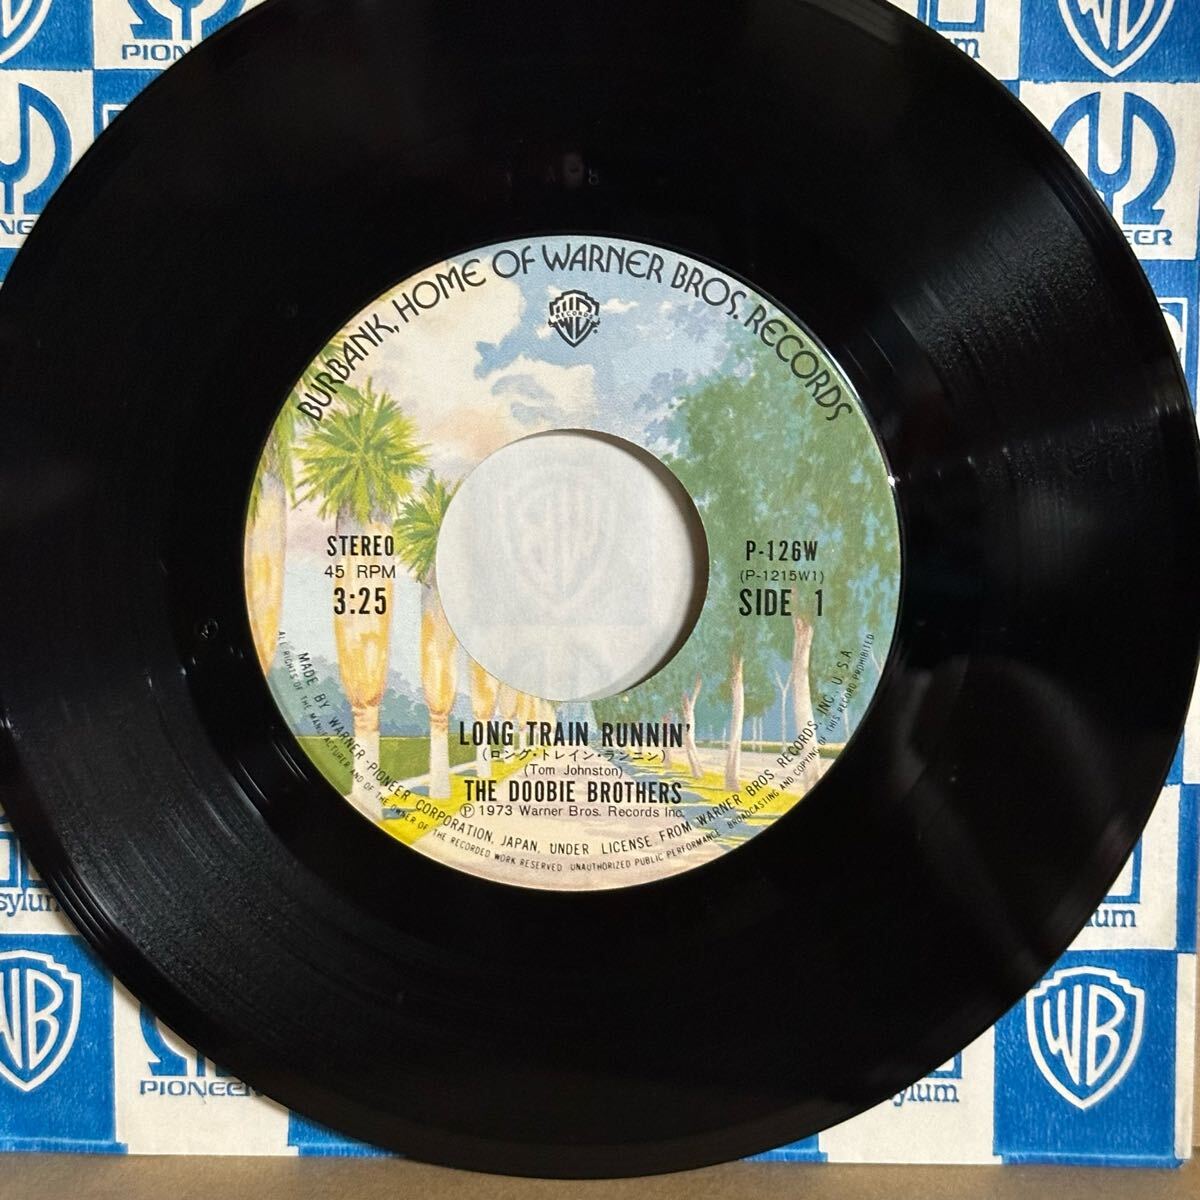 BURBANK, HOME OF WARNER BROS. RECORDS
RECORDS
STEREO
45 RPM
3:25
P-126W
(P-1215W1)
SIDE 1
LONG TRAIN RUNNIN'
(ロング・トレイン・ランニン)
(Tom Johnston)
THE DOOBIE BROTHERS
Ⓟ 1973 Warner Bros. Records Inc.
MADE BY WARNER-PIONEER CORPORATION, JAPAN, UNDER LICENSE FROM WARNER BROS RECORDS, INC., U.S.A.
ALL RIGHTS OF THE MANUFACTURER AND OF THE OWNER OF THE RECORDED WORK RESERVED UNAUTHORIZED PUBLIC PERFORMANCE BROADCASTING AND COPYING OF THIS RECORD PROHIBITED
WB
PIONEER
WB
PIONEER
WB